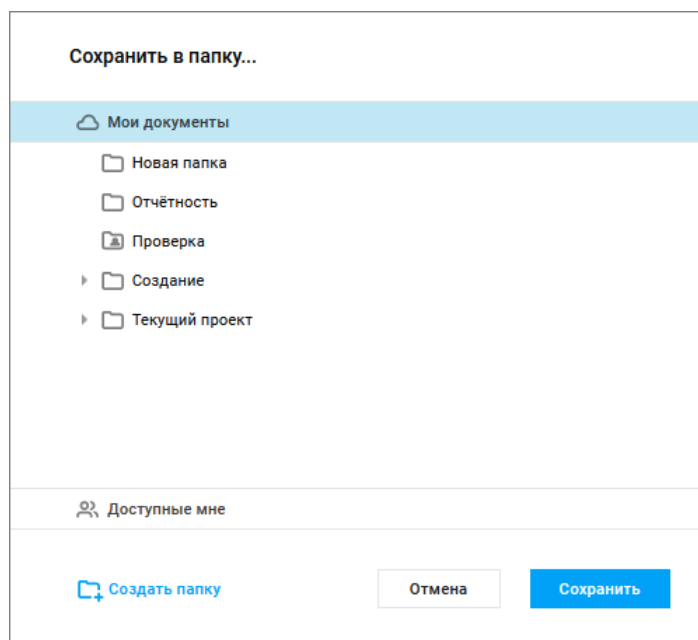 Сохранить в папку...
Мои документы
Новая папка
Отчётность
Проверка
Создание
Текущий проект
Доступные мне
Создать папку
Отмена
Сохранить